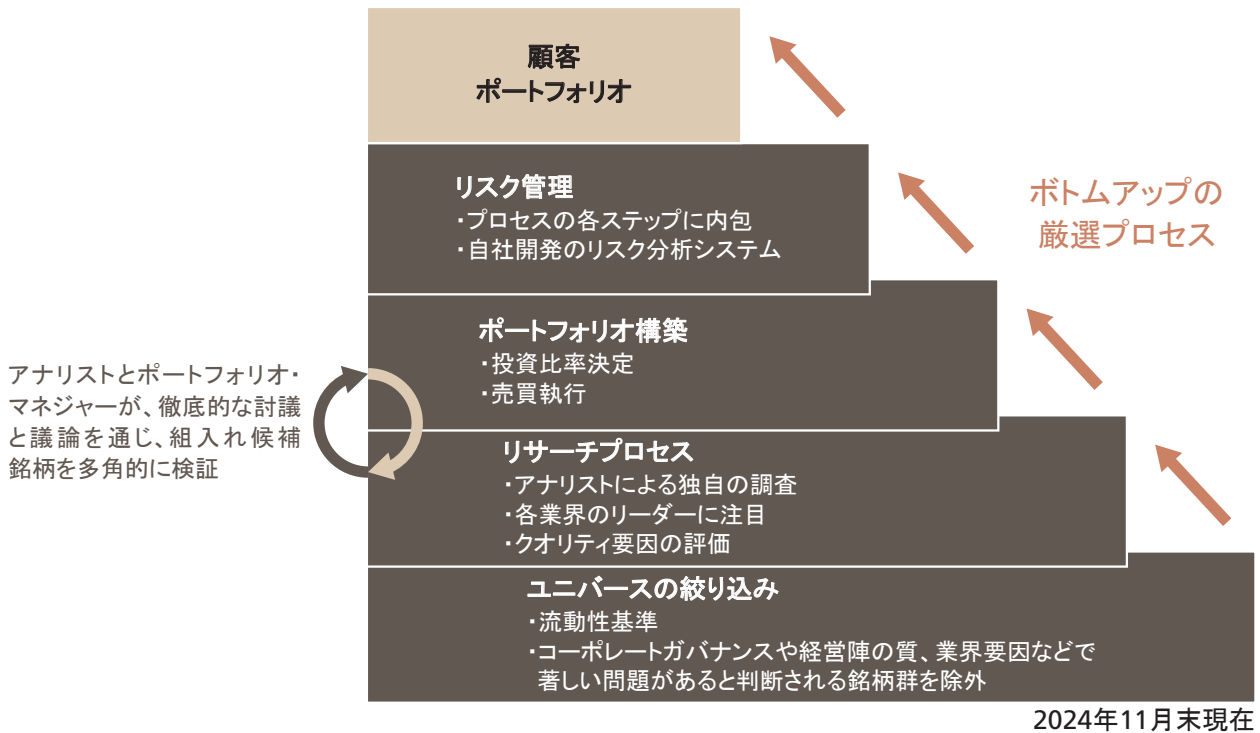 顧客
ポートフォリオ
リスク管理
・プロセスの各ステップに内包
・自社開発のリスク分析システム
ボトムアップの
厳選プロセス
ポートフォリオ構築
・投資比率決定
・売買執行
アナリストとポートフォリオ・
マネジャーが、徹底的な討議
と議論を通じ、組入れ候補
銘柄を多角的に検証
リサーチプロセス
・アナリストによる独自の調査
・各業界のリーダーに注目
・クオリティ要因の評価
ユニバースの絞り込み
・流動性基準
・コーポレートガバナンスや経営陣の質、業界要因などで
著しい問題があると判断される銘柄群を除外
2024年11月末現在